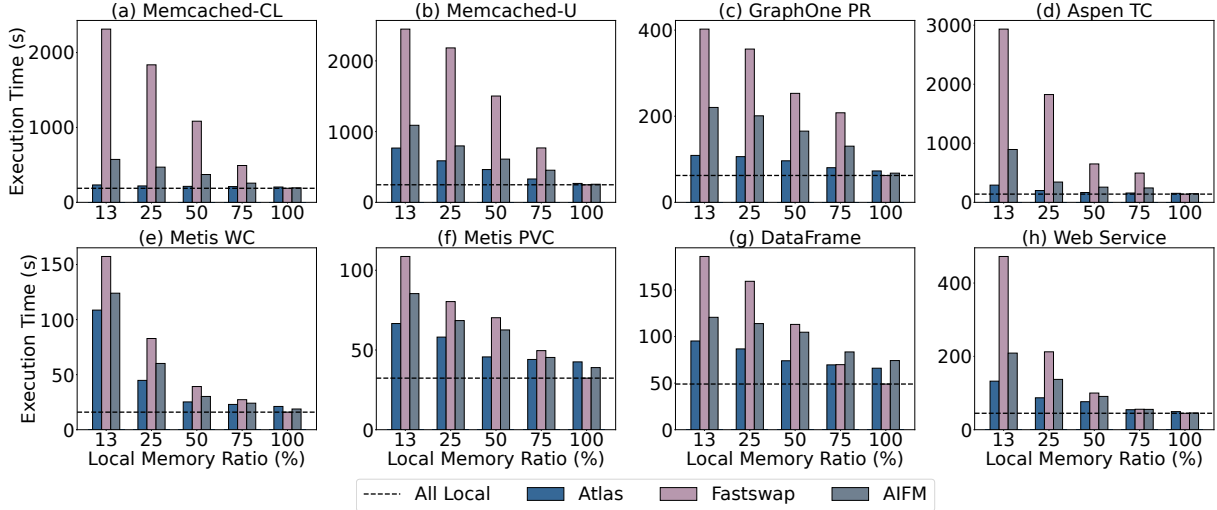 (a) Memcached-CL
(b) Memcached-U
(c) GraphOne PR
(d) Aspen TC
Execution Time (s)
2000
1000
0
13 25 50 75 100
2000
1000
0
13 25 50 75 100
400
200
0
13 25 50 75 100
3000
2000
1000
0
13 25 50 75 100
(e) Metis WC
(f) Metis PVC
(g) DataFrame
(h) Web Service
Execution Time (s)
150
100
50
0
13 25 50 75 100
Local Memory Ratio (%)
100
50
0
13 25 50 75 100
Local Memory Ratio (%)
150
100
50
0
13 25 50 75 100
Local Memory Ratio (%)
400
200
0
13 25 50 75 100
Local Memory Ratio (%)
All Local Atlas Fastswap AIFM